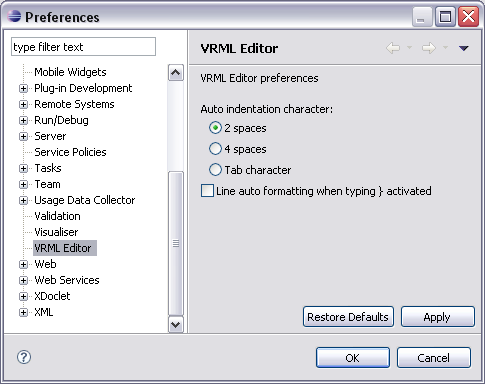 Preferences
type filter text
Mobile Widgets
Plug-in Development
Remote Systems
Run/Debug
Server
Service Policies
Tasks
Team
Usage Data Collector
Validation
Visualiser
VRML Editor
Web
Web Services
XDoclet
XML
VRML Editor
VRML Editor preferences
Auto indentation character:
2 spaces
4 spaces
Tab character
Line auto formatting when typing } activated
Restore Defaults Apply
? OK Cancel